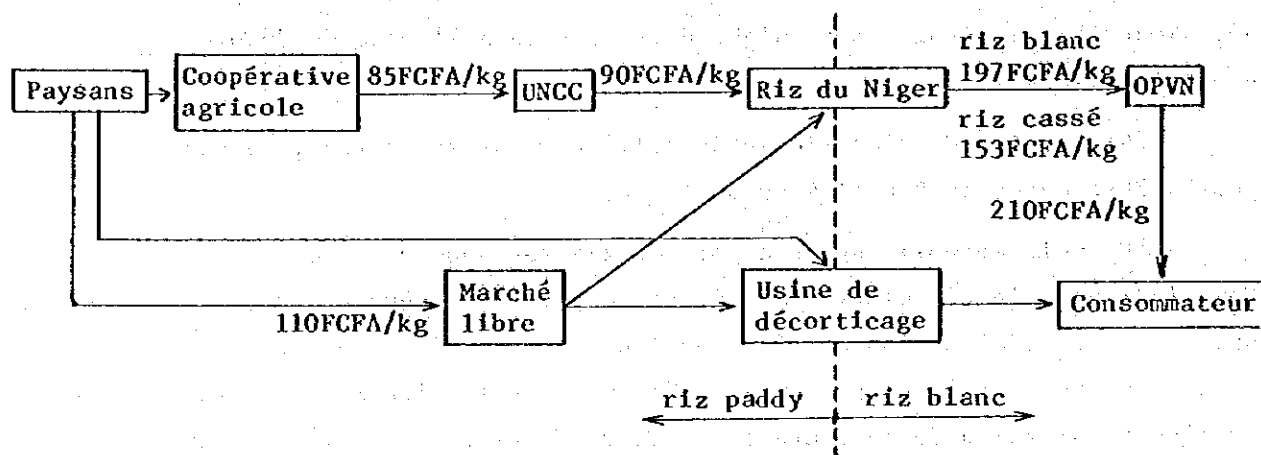 riz blanc
197FCFA/kg
Paysans
Coopérative
agricole
85FCFA/kg
UNCC
90FCFA/kg
Riz du Niger
OPVN
riz cassé
153FCFA/kg
210FCFA/kg
110FCFA/kg
Marché
libre
Usine de
décorticage
Consommateur
riz paddy
riz blanc